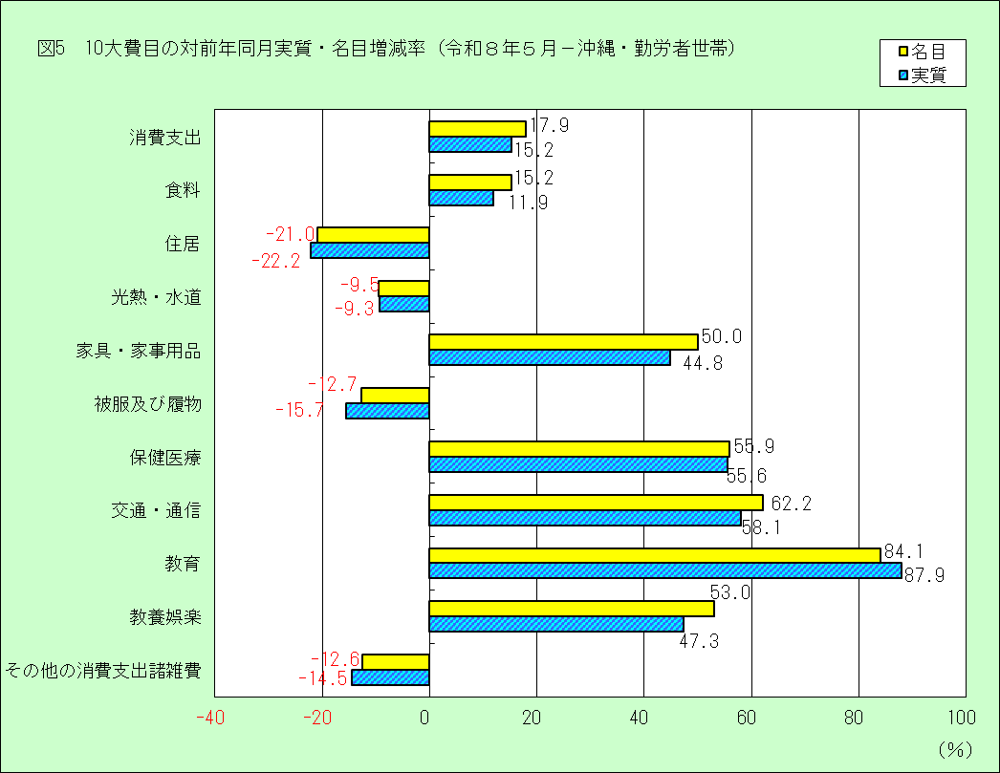 図5　10大費目の対前年同月実質・名目増減率（令和８年５月－沖縄・勤労者世帯）
名目
実質
消費支出 17.9 15.2
食料 15.2 11.9
住居 -21.0 -22.2
光熱・水道 -9.5 -9.3
家具・家事用品 50.0 44.8
被服及び履物 -12.7 -15.7
保健医療 55.9 55.6
交通・通信 62.2 58.1
教育 84.1 87.9
教養娯楽 53.0 47.3
その他の消費支出諸雑費 -12.6 -14.5
-40 -20 0 20 40 60 80 100
（％）